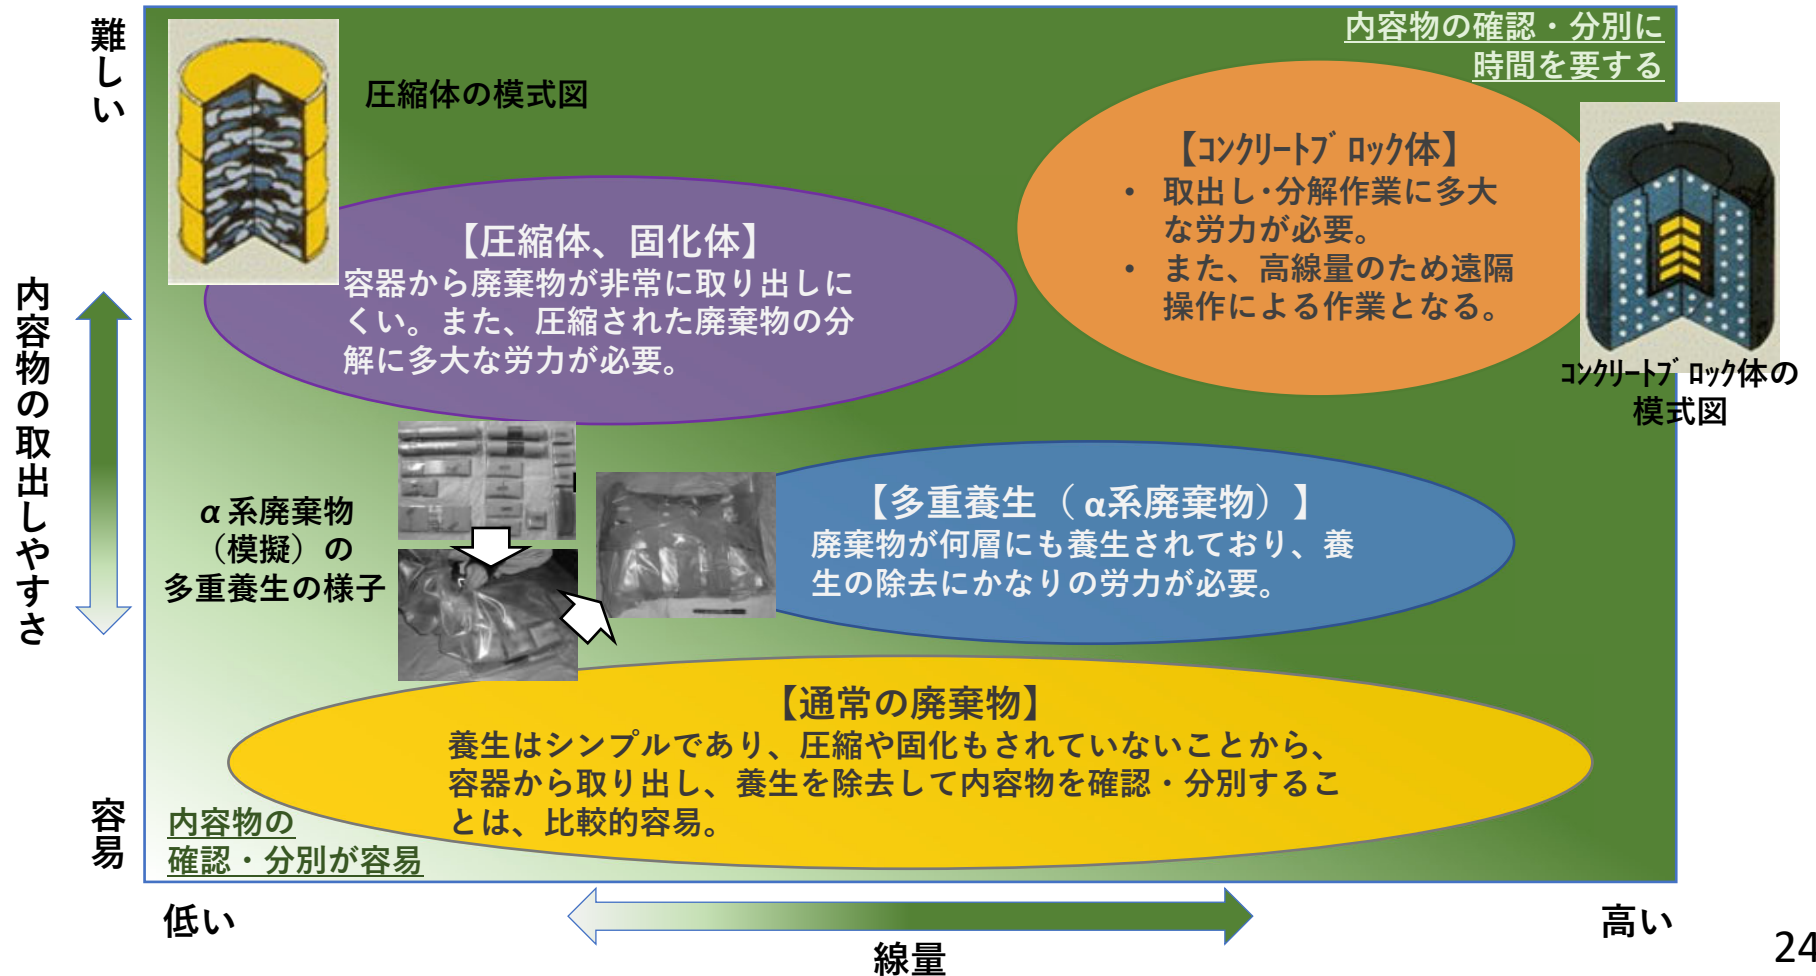 難しい
内容物の確認・分別に
時間を要する
圧縮体の模式図
【ｺﾝｸﾘｰﾄﾌﾞﾛｯｸ体】
• 取出し･分解作業に多大
な労力が必要。
• また、高線量のため遠隔
操作による作業となる。
【圧縮体、固化体】
容器から廃棄物が非常に取り出しに
くい。また、圧縮された廃棄物の分
解に多大な労力が必要。
ｺﾝｸﾘｰﾄﾌﾞﾛｯｸ体の
模式図
内容物の取出しやすさ
α系廃棄物
（模擬）の
多重養生の様子
【多重養生（α系廃棄物）】
廃棄物が何層にも養生されており、養
生の除去にかなりの労力が必要。
【通常の廃棄物】
養生はシンプルであり、圧縮や固化もされていないことから、
容器から取り出し、養生を除去して内容物を確認・分別するこ
とは、比較的容易。
容易
内容物の
確認・分別が容易
低い
高い
線量
24